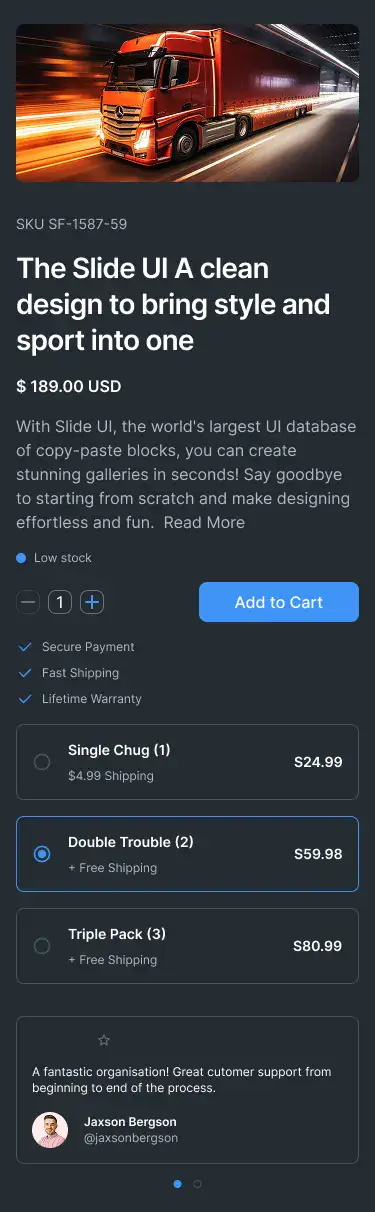 SKU SF-1587-59
The Slide UI A clean
design to bring style and
sport into one
$ 189.00 USD
With Slide UI, the world's largest UI database
of copy-paste blocks, you can create
stunning galleries in seconds! Say goodbye
to starting from scratch and make designing
effortless and fun.  Read More
Low stock
1
Add to Cart
Secure Payment
Fast Shipping
Lifetime Warranty
Single Chug (1)
$4.99 Shipping
$24.99
Double Trouble (2)
+ Free Shipping
$59.98
Triple Pack (3)
+ Free Shipping
$80.99
A fantastic organisation! Great cutomer support from
beginning to end of the process.
Jaxson Bergson
@jaxsonbergson